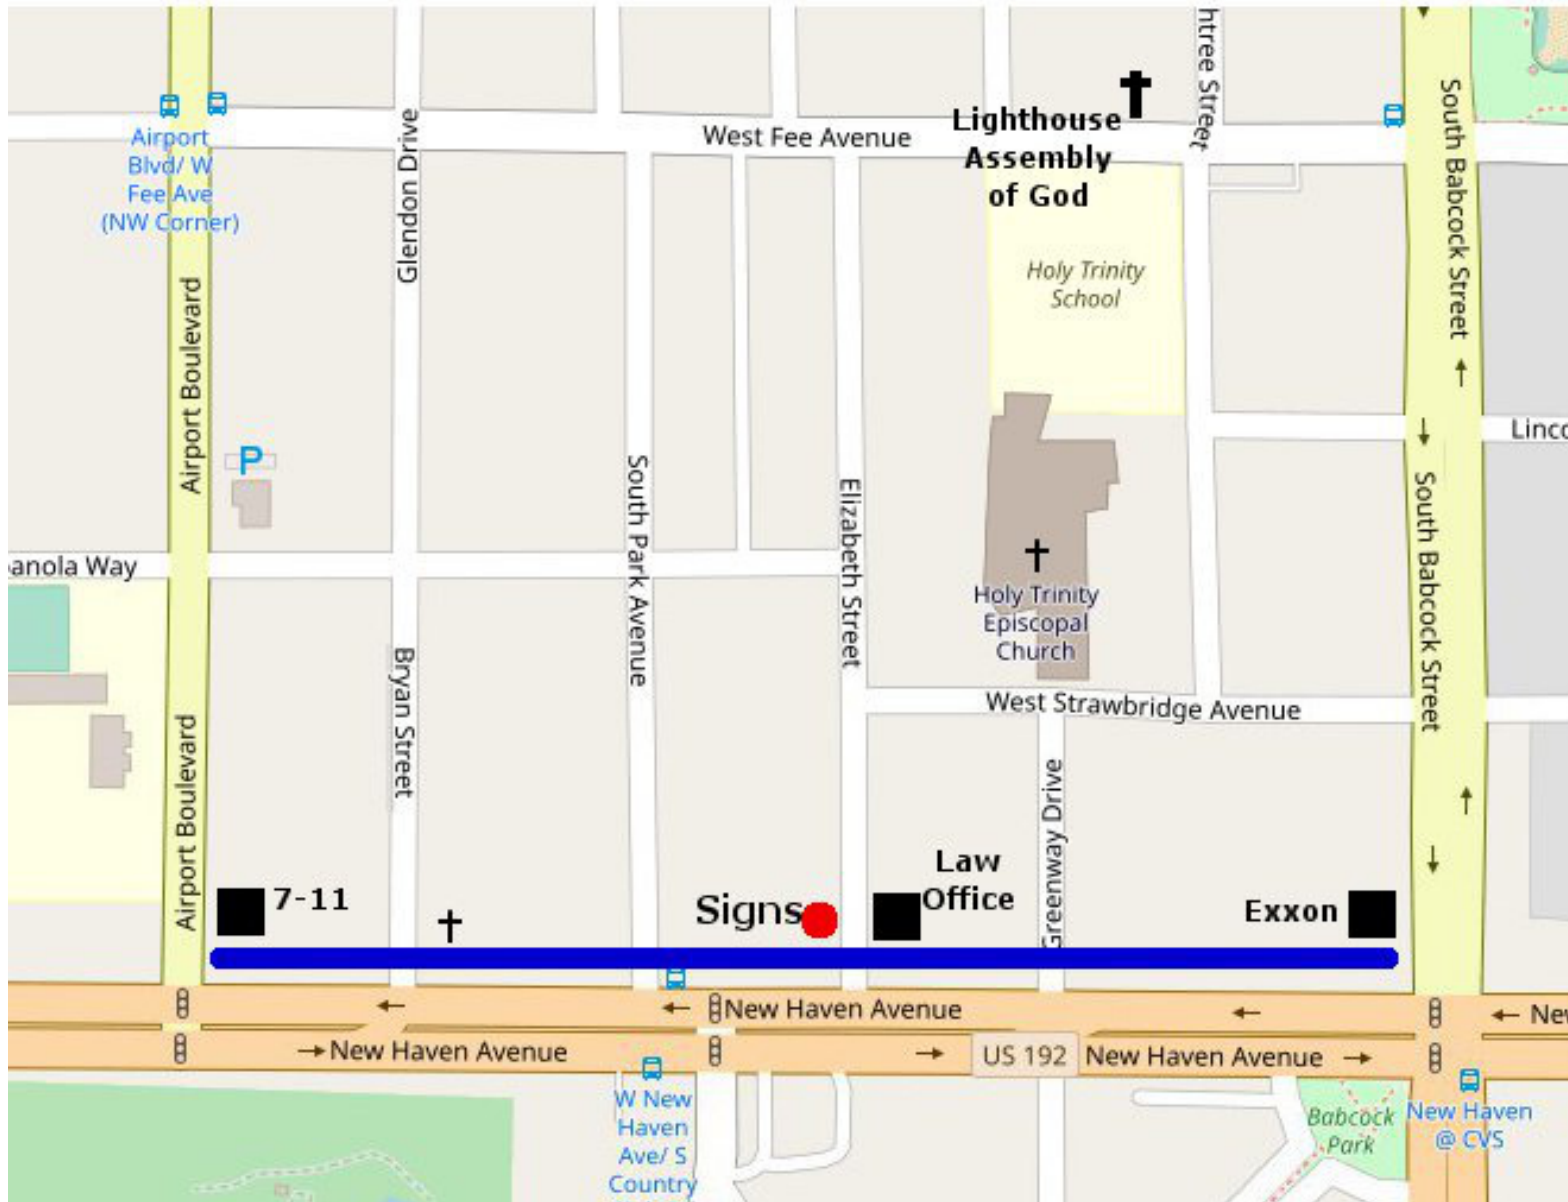 htree Street
South Babcock Street
Airport
Blvd/ W
Fee Ave
(NW Corner)
Glendon Drive
West Fee Avenue
Lighthouse
Assembly
of God
Holy Trinity
School
Airport Boulevard
P
Linco
South Park Avenue
Elizabeth Street
South Babcock Street
anola Way
Holy Trinity
Episcopal
Church
Bryan Street
West Strawbridge Avenue
Airport Boulevard
Greenway Drive
7-11
Signs
Law
Office
Exxon
New Haven Avenue
New
New Haven Avenue
US 192
New Haven Avenue
W New
Haven
Ave/ S
Country
Babcock
Park
New Haven
@ CVS